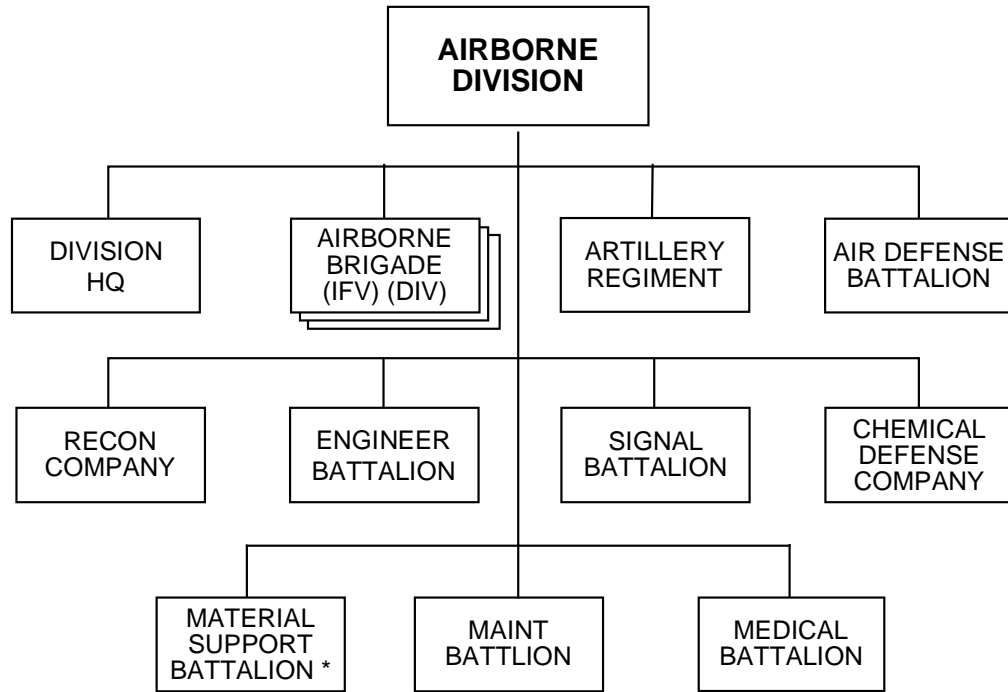 AIRBORNE
DIVISION
DIVISION
HQ
AIRBORNE
BRIGADE
(IFV) (DIV)
ARTILLERY
REGIMENT
AIR DEFENSE
BATTALION
RECON
COMPANY
ENGINEER
BATTALION
SIGNAL
BATTALION
CHEMICAL
DEFENSE
COMPANY
MATERIAL
SUPPORT
BATTALION *
MAINT
BATTLION
MEDICAL
BATTALION